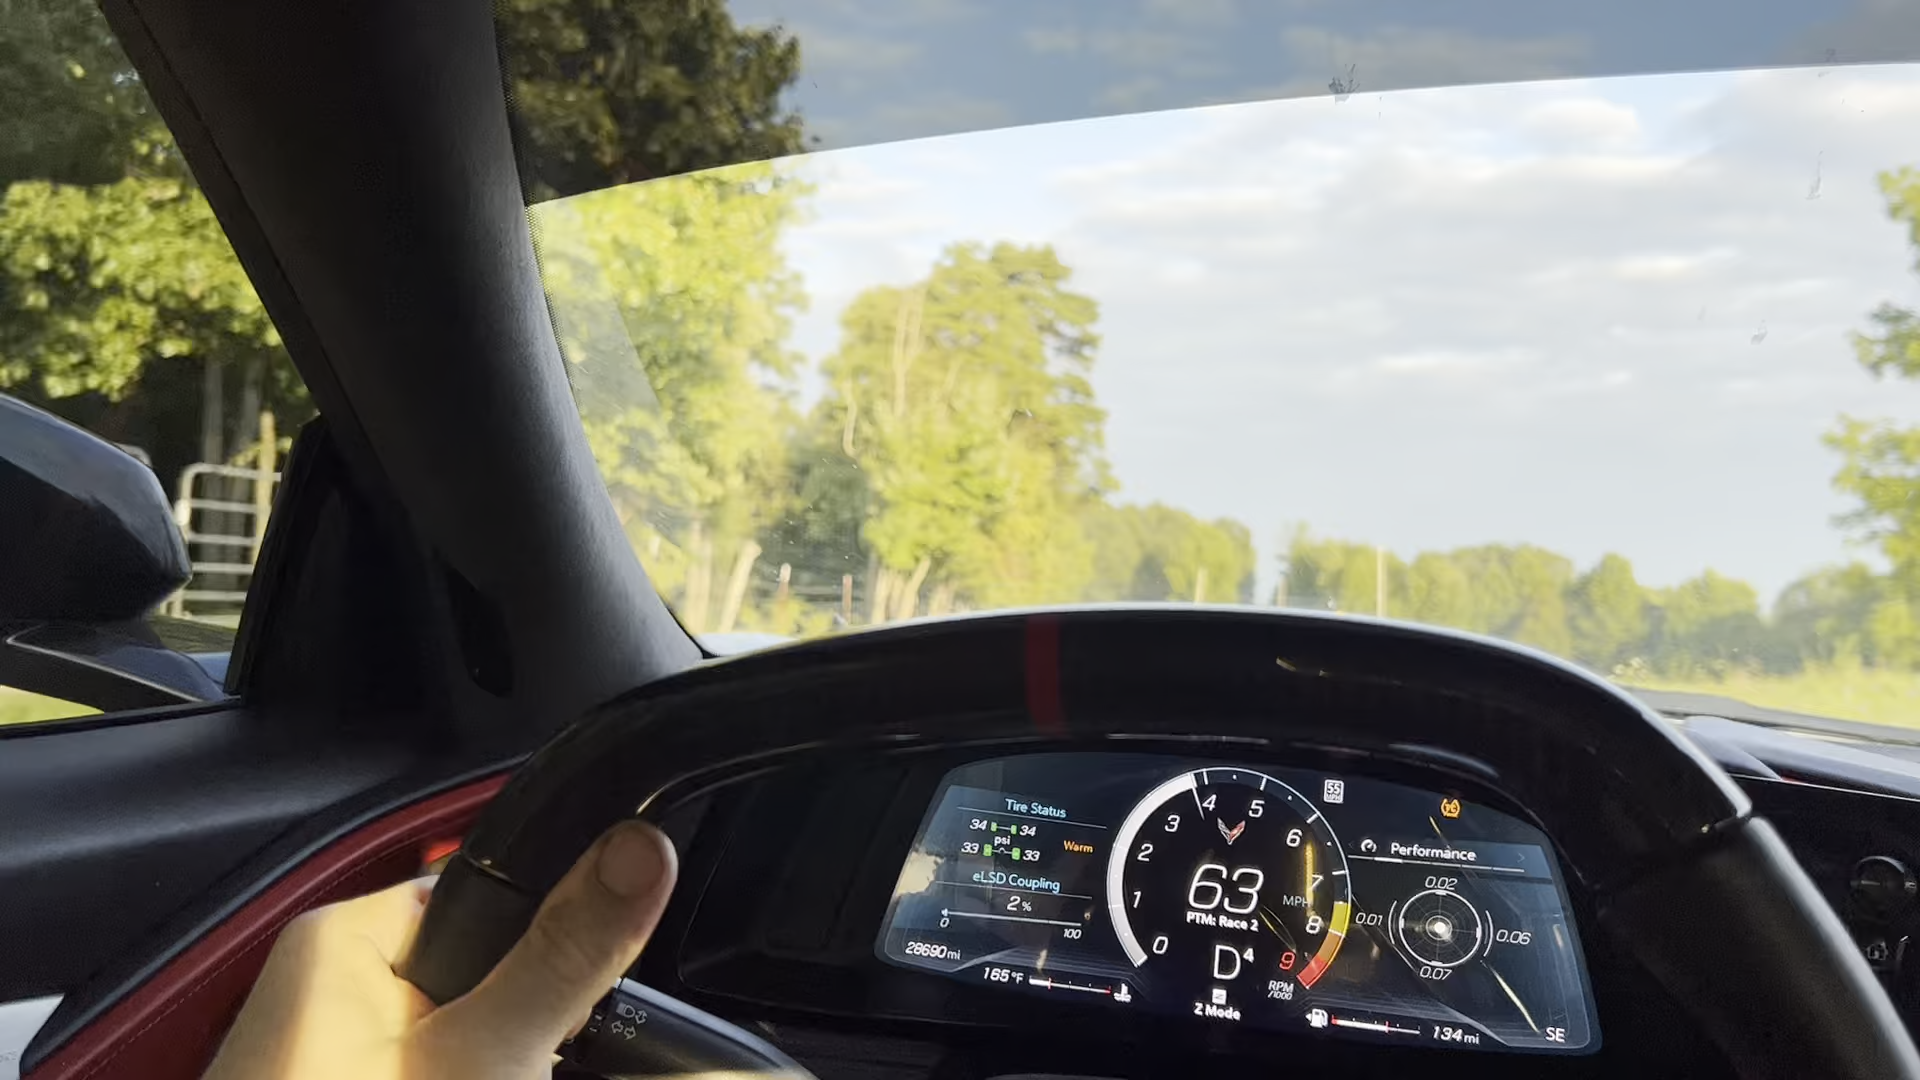 Tire Status
34 34
psi
33 33
Warm
eLSD Coupling
2 %
0 100
28690 mi
165 °F
0
1
2
3
4
5
6
7
8
9
63
MPH
PTM: Race 2
D4
RPM
/1000
Z Mode
55
MPH
TC
Performance
0.02
0.01
0.06
0.07
134 mi
SE